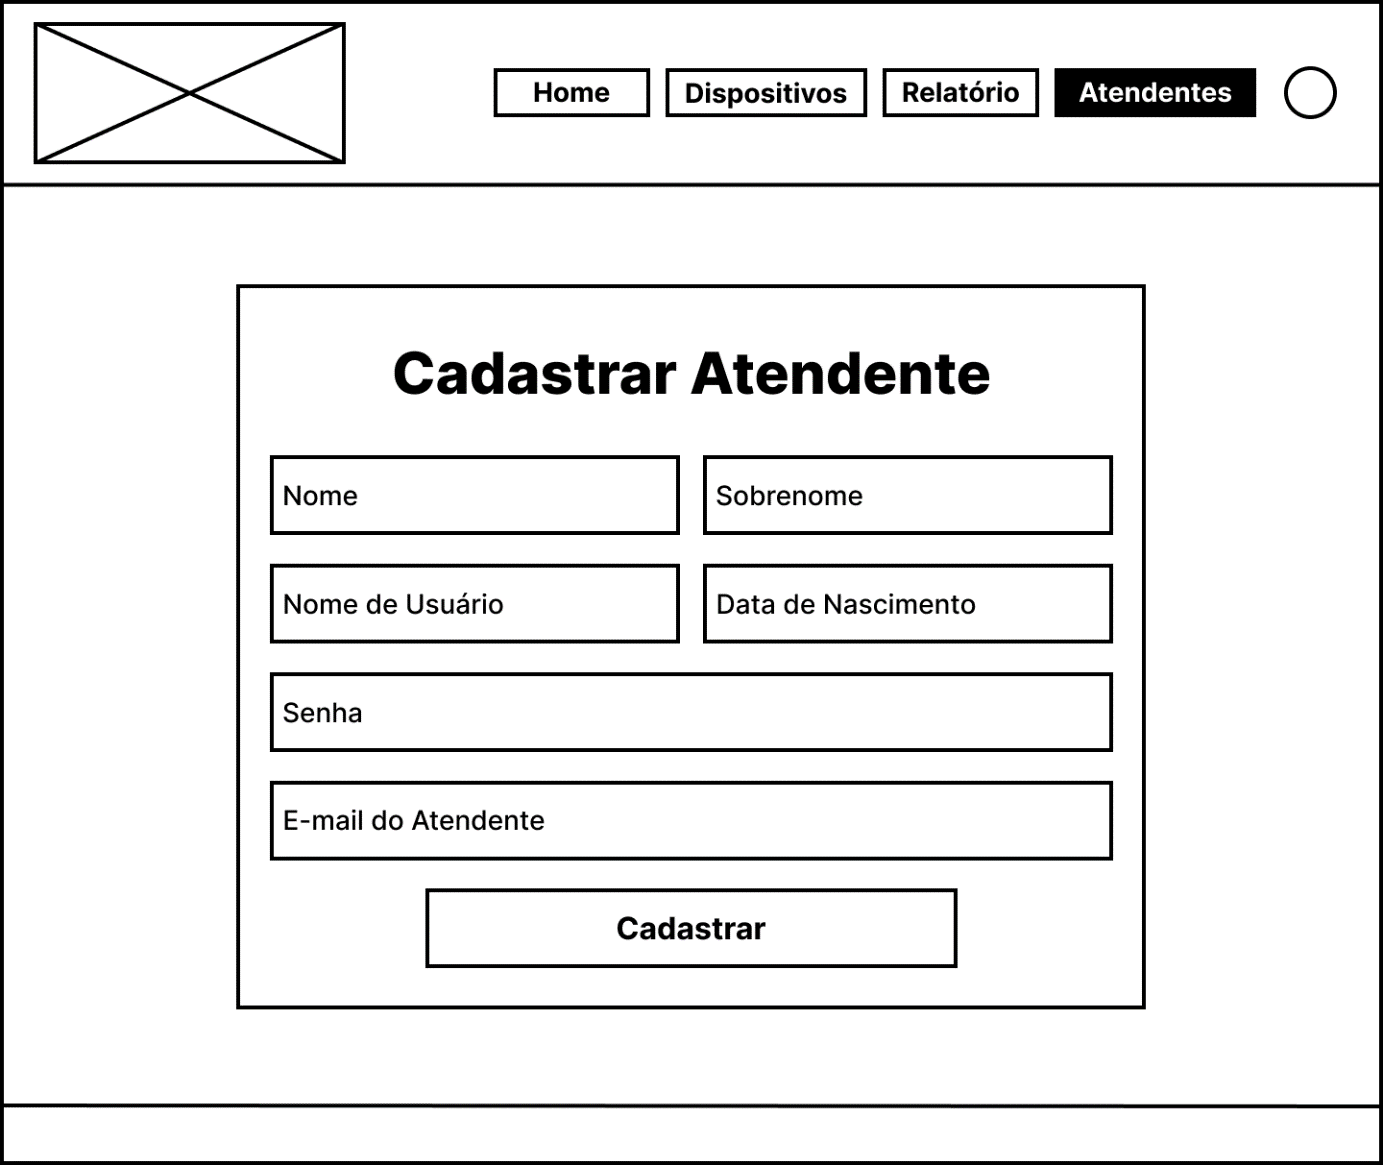 Home Dispositivos Relatório Atendentes
Cadastrar Atendente
Nome Sobrenome
Nome de Usuário Data de Nascimento
Senha
E-mail do Atendente
Cadastrar